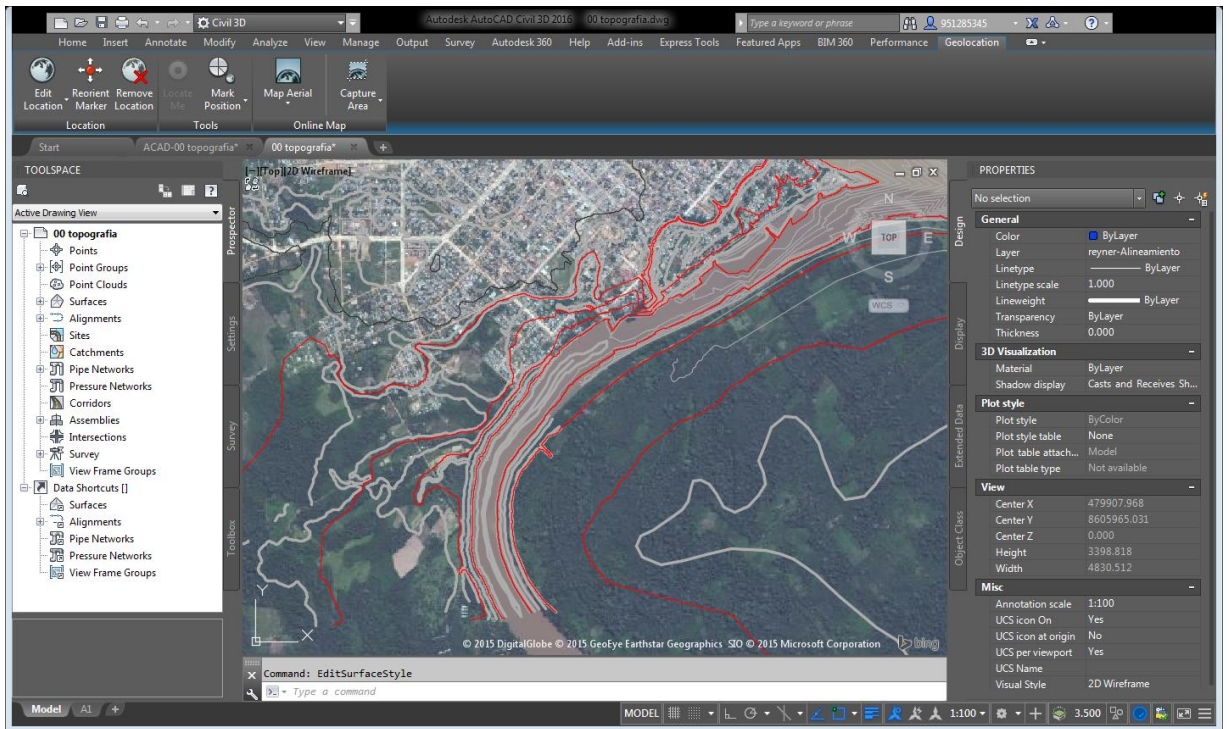 Civil 3D
Autodesk AutoCAD Civil 3D 2016 00 topografia.dwg
Type a keyword or phrase
951285345
Home Insert Annotate Modify Analyze View Manage Output Survey Autodesk 360 Help Add-ins Express Tools Featured Apps BIM 360 Performance Geolocation
Edit Location
Reorient Marker
Remove Location
Locate Me
Mark Position
Map Aerial
Capture Area
Location Tools Online Map
Start ACAD-00 topografia* 00 topografia*
TOOLSPACE
Active Drawing View
00 topografia
Points
Point Groups
Point Clouds
Surfaces
Alignments
Sites
Catchments
Pipe Networks
Pressure Networks
Corridors
Assemblies
Intersections
Survey
View Frame Groups
Data Shortcuts []
Surfaces
Alignments
Pipe Networks
Pressure Networks
View Frame Groups
Prospector
Settings
Survey
Toolbox
[−][Top][2D Wireframe]
N
W TOP E
S
WCS
Y
X
© 2015 DigitalGlobe © 2015 GeoEye Earthstar Geographics SIO © 2015 Microsoft Corporation bing
Command: EditSurfaceStyle
Type a command
PROPERTIES
No selection
Design
Display
Extended Data
Object Class
General
Color ByLayer
Layer reyner-Alineamiento
Linetype ByLayer
Linetype scale 1.000
Lineweight ByLayer
Transparency ByLayer
Thickness 0.000
3D Visualization
Material ByLayer
Shadow display Casts and Receives Sh...
Plot style
Plot style ByColor
Plot style table None
Plot table attach... Model
Plot table type Not available
View
Center X 479907.968
Center Y 8605965.031
Center Z 0.000
Height 3398.818
Width 4830.512
Misc
Annotation scale 1:100
UCS icon On Yes
UCS icon at origin No
UCS per viewport Yes
UCS Name
Visual Style 2D Wireframe
Model A1 +
MODEL 1:100 3.500